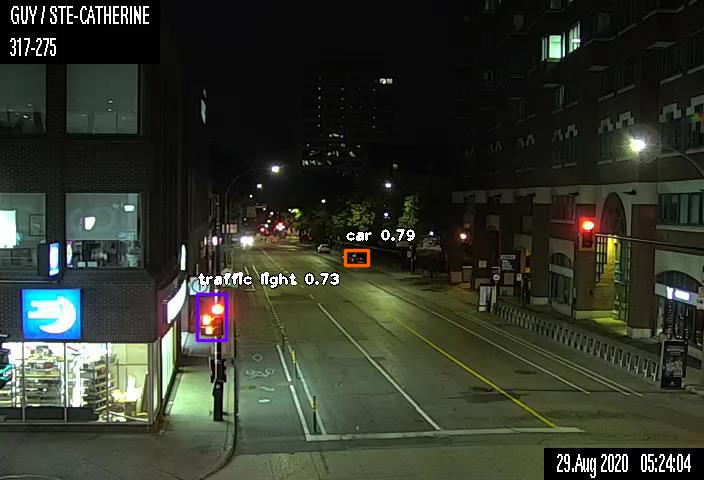 GUY / STE-CATHERINE
317-275
car 0.79
traffic light 0.73
29.Aug 2020 05:24:04